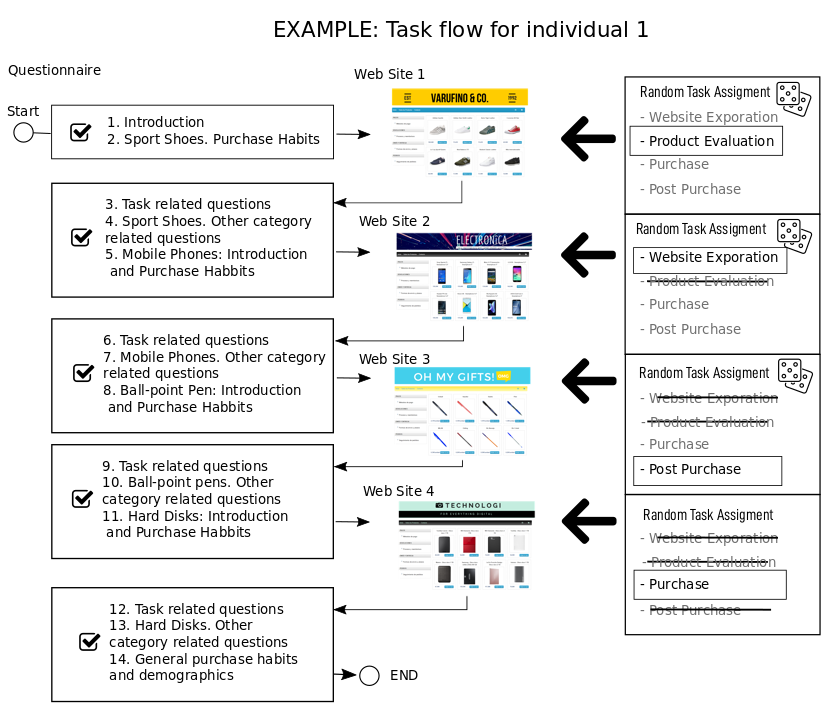 EXAMPLE: Task flow for individual 1
Questionnaire
Start
1. Introduction
2. Sport Shoes. Purchase Habits
Web Site 1
VARUFINO & CO.
Random Task Assigment
- Website Exporation
- Product Evaluation
- Purchase
- Post Purchase
3. Task related questions
4. Sport Shoes. Other category
related questions
5. Mobile Phones: Introduction
and Purchase Habbits
Web Site 2
ELECTRONICA
Random Task Assigment
- Website Exporation
- Product Evaluation
- Purchase
- Post Purchase
6. Task related questions
7. Mobile Phones. Other category
related questions
8. Ball-point Pen: Introduction
and Purchase Habbits
Web Site 3
OH MY GIFTS!
Random Task Assigment
- Website Exporation
- Product Evaluation
- Purchase
- Post Purchase
9. Task related questions
10. Ball-point pens. Other
category related questions
11. Hard Disks: Introduction
and Purchase Habbits
Web Site 4
TECHNOLOGI
FOR EVERYTHING DIGITAL
Random Task Assigment
- Website Exporation
- Product Evaluation
- Purchase
- Post Purchase
12. Task related questions
13. Hard Disks. Other
category related questions
14. General purchase habits
and demographics
END